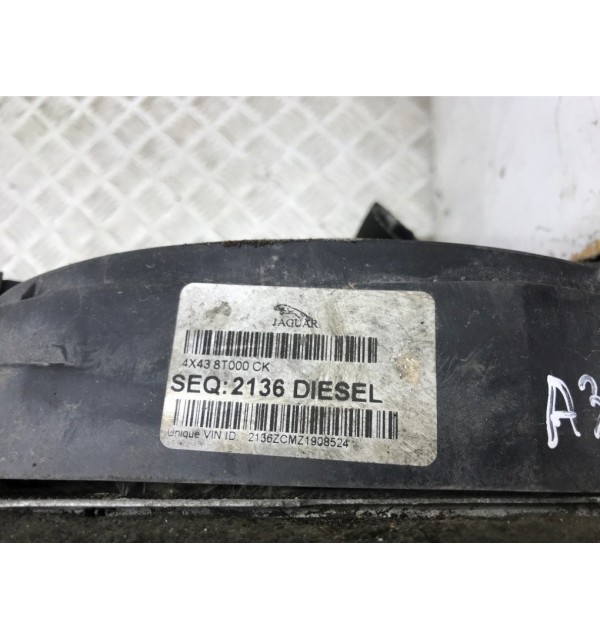 JAGUAR
4X43 8T000 CK
SEQ:2136 DIESEL
Unique VIN ID 2136ZCMZ1908524